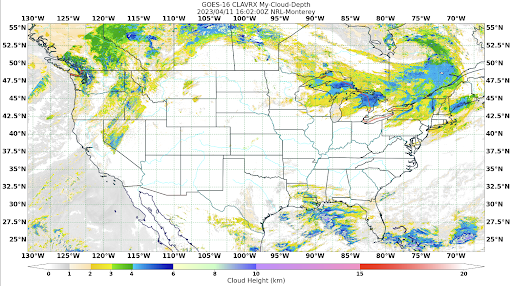 GOES-16 CLAVRX My-Cloud-Depth
2023/04/11 16:02:00Z NRL-Monterey
130°W 125°W 120°W 115°W 110°W 105°W 100°W 95°W 90°W 85°W 80°W 75°W 70°W
55°N 55°N
52.5°N 52.5°N
50°N 50°N
47.5°N 47.5°N
45°N 45°N
42.5°N 42.5°N
40°N 40°N
37.5°N 37.5°N
35°N 35°N
32.5°N 32.5°N
30°N 30°N
27.5°N 27.5°N
25°N 25°N
130°W 125°W 120°W 115°W 110°W 105°W 100°W 95°W 90°W 85°W 80°W 75°W 70°W
0 1 2 3 4 6 8 10 15 20
Cloud Height (km)